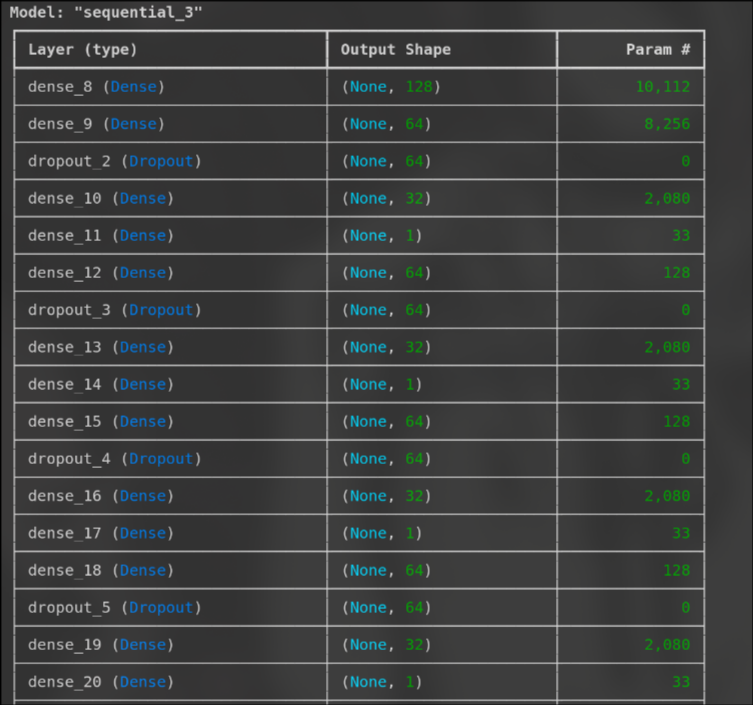 Model: "sequential_3"
Layer (type) Output Shape Param #
dense_8 (Dense) (None, 128) 10,112
dense_9 (Dense) (None, 64) 8,256
dropout_2 (Dropout) (None, 64) 0
dense_10 (Dense) (None, 32) 2,080
dense_11 (Dense) (None, 1) 33
dense_12 (Dense) (None, 64) 128
dropout_3 (Dropout) (None, 64) 0
dense_13 (Dense) (None, 32) 2,080
dense_14 (Dense) (None, 1) 33
dense_15 (Dense) (None, 64) 128
dropout_4 (Dropout) (None, 64) 0
dense_16 (Dense) (None, 32) 2,080
dense_17 (Dense) (None, 1) 33
dense_18 (Dense) (None, 64) 128
dropout_5 (Dropout) (None, 64) 0
dense_19 (Dense) (None, 32) 2,080
dense_20 (Dense) (None, 1) 33